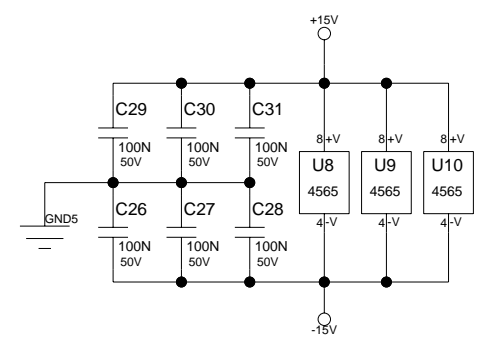 +15V
C29 C30 C31
100N 100N 100N
50V 50V 50V
8 +V 8 +V 8 +V
U8 U9 U10
4565 4565 4565
4 -V 4 -V 4 -V
GND5
C26 C27 C28
100N 100N 100N
50V 50V 50V
-15V